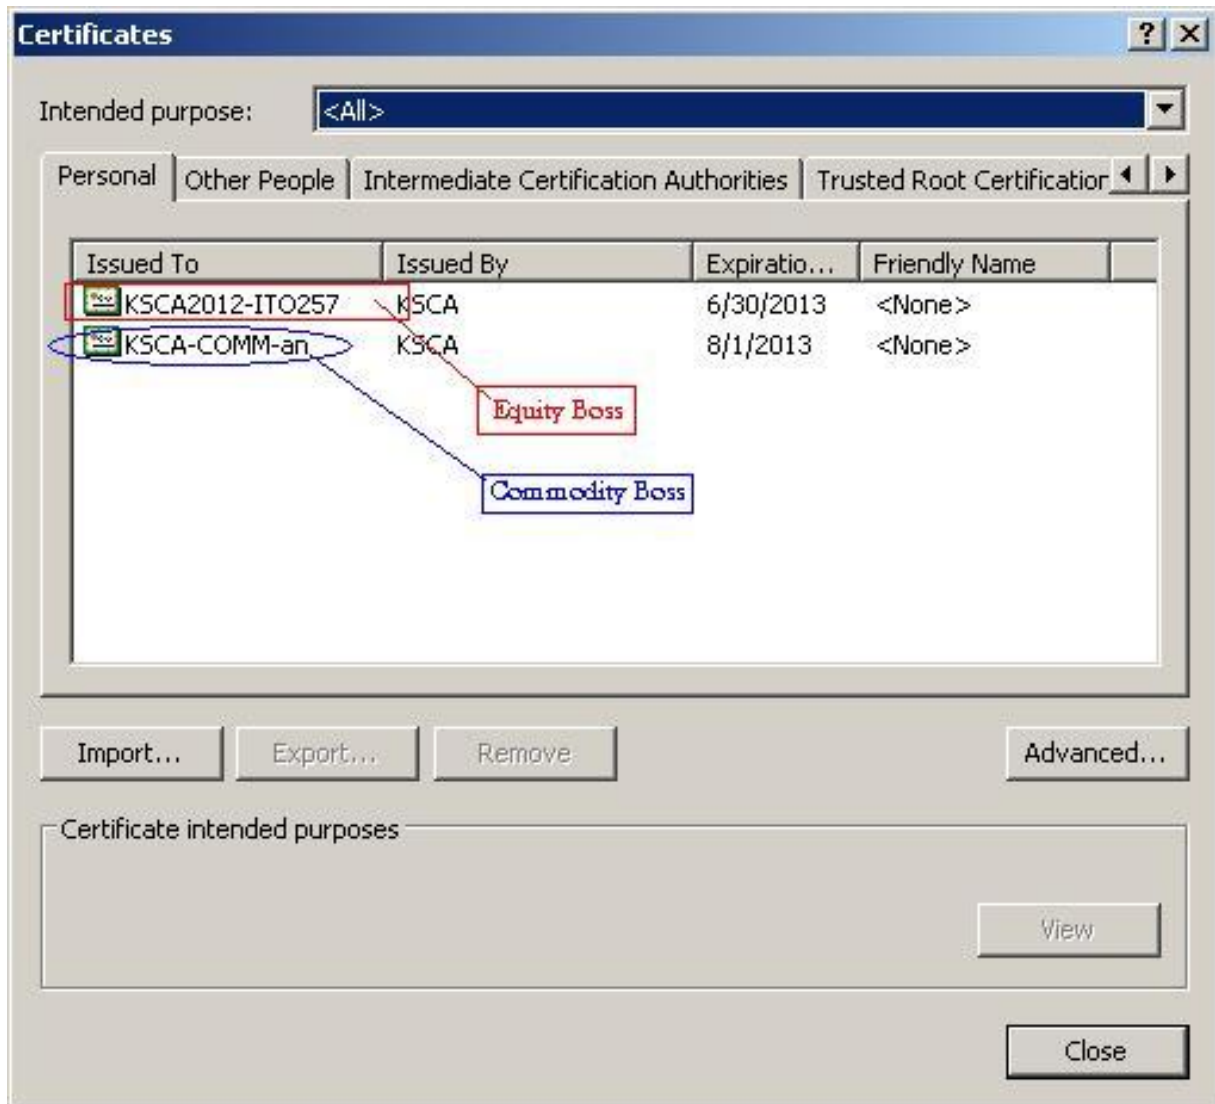 Certificates
Intended purpose: <All>
Personal Other People Intermediate Certification Authorities Trusted Root Certification
Issued To Issued By Expiratio... Friendly Name
KSCA2012-ITO257 KSCA 6/30/2013 <None>
KSCA-COMM-an KSCA 8/1/2013 <None>
Equity Boss
Commodity Boss
Import... Export... Remove Advanced...
Certificate intended purposes
View
Close